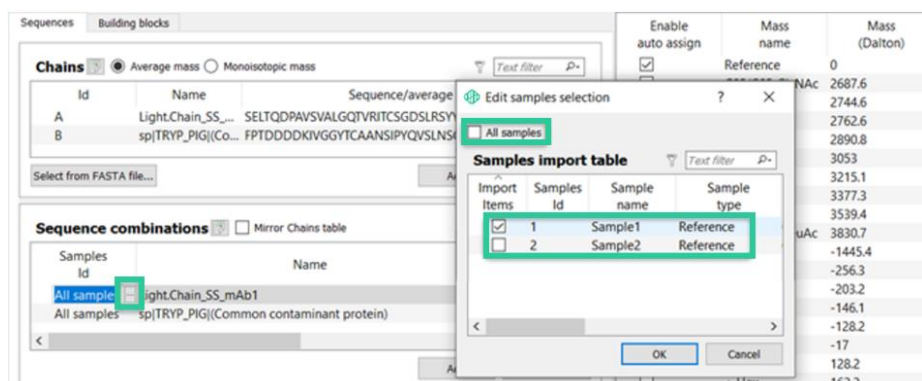 Sequences Building blocks
Chains Average mass Monoisotopic mass Text filter
Id Name Sequence/average
A Light.Chain_SS_... SELTQDPAVSVALGQTVRITCSGDSLRSYY
B sp|TRYP_PIG|(Co... FPTDDDDKIVGGYTCAANSIPYQVSLNS
Select from FASTA file...
Sequence combinations Mirror Chains table
Samples
Id
Name
All sample ight.Chain_SS_mAb1
All samples sp|TRYP_PIG|(Common contaminant protein)
Edit samples selection
All samples
Samples import table Text filter
Import
Items
Samples
Id
Sample
name
Sample
type
1 Sample1 Reference
2 Sample2 Reference
OK Cancel
Enable
auto assign
Mass
name
Mass
(Dalton)
Reference 0
NAc 2687.6
2744.6
2762.6
2890.8
3053
3215.1
3377.3
3539.4
uAc 3830.7
-1445.4
-256.3
-203.2
-146.1
-128.2
-17
128.2